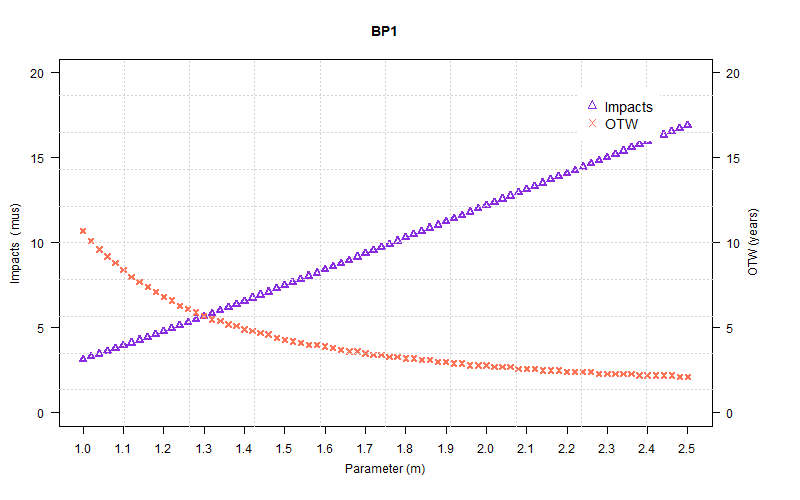 BP1
Impacts
OTW
20
15
10
5
0
20
15
10
5
0
Impacts ( mus)
OTW (years)
1.0 1.1 1.2 1.3 1.4 1.5 1.6 1.7 1.8 1.9 2.0 2.1 2.2 2.3 2.4 2.5
Parameter (m)